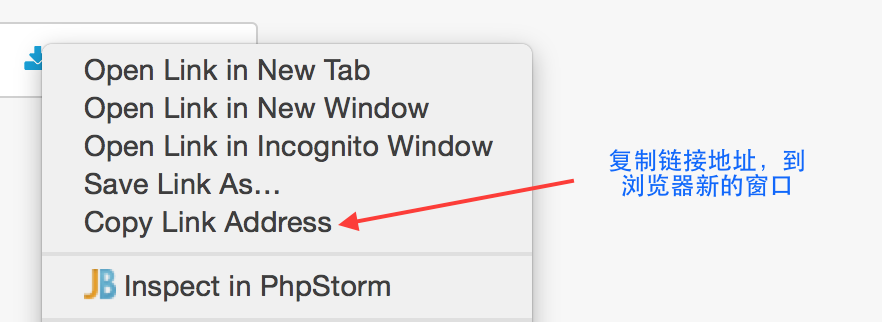 Open Link in New Tab
Open Link in New Window
Open Link in Incognito Window
Save Link As...
Copy Link Address
复制链接地址，到
浏览器新的窗口
JB Inspect in PhpStorm